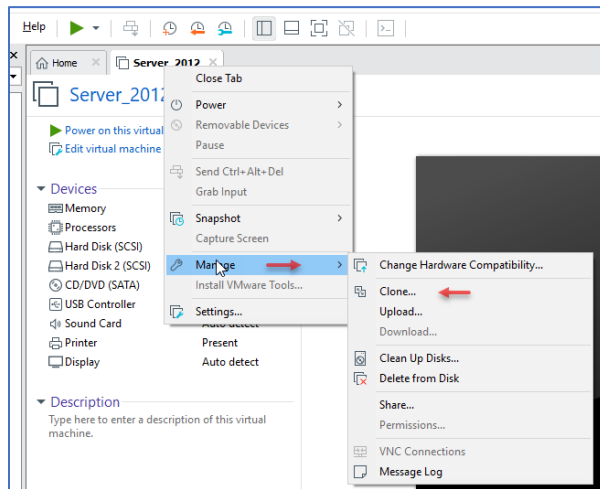 Help
Home
Server_2012
Server_201
Power on this virtual
Edit virtual machine
Devices
Memory
Processors
Hard Disk (SCSI)
Hard Disk 2 (SCSI)
CD/DVD (SATA)
USB Controller
Sound Card
Auto detect
Printer
Present
Display
Auto detect
Description
Type here to enter a description of this virtual
machine.
Close Tab
Power
Removable Devices
Pause
Send Ctrl+Alt+Del
Grab Input
Snapshot
Capture Screen
Manage
Install VMware Tools...
Settings...
Change Hardware Compatibility...
Clone...
Upload...
Download...
Clean Up Disks...
Delete from Disk
Share...
Permissions...
VNC Connections
Message Log